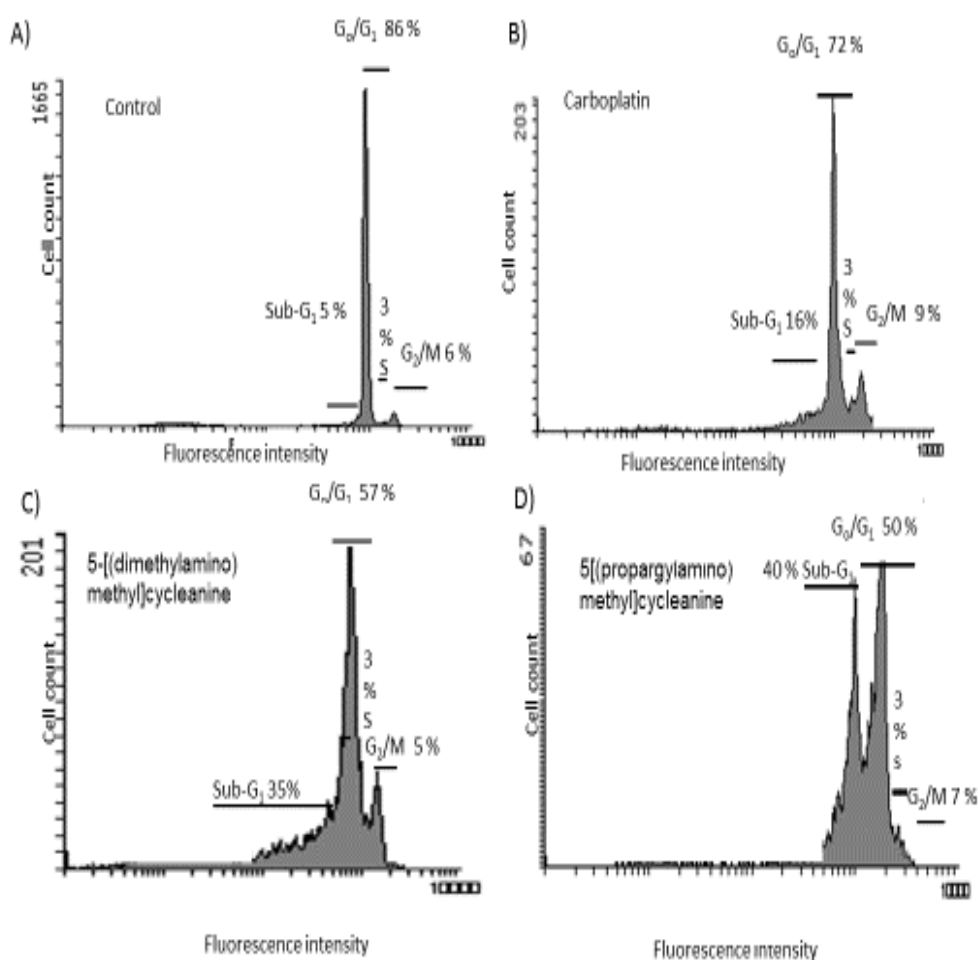 A)
G₀/G₁ 86 %
1665
Control
Cell count
Sub-G₁ 5 %
3
%
S
G₂/M 6 %
Fluorescence intensity
B)
G₀/G₁ 72 %
203
Carboplatin
Cell count
Sub-G₁ 16%
3
%
S
G₂/M 9 %
1000
Fluorescence intensity
C)
G₀/G₁ 57 %
201
5-[(dimethylamino)
methyl]cycleanine
Cell count
Sub-G₁ 35%
3
%
S
G₂/M 5 %
Fluorescence intensity
D)
G₀/G₁ 50 %
67
40 % Sub-G₁
5[(propargylamino)
methyl]cycleanine
Cell count
3
%
s
G₂/M 7 %
1000
Fluorescence intensity